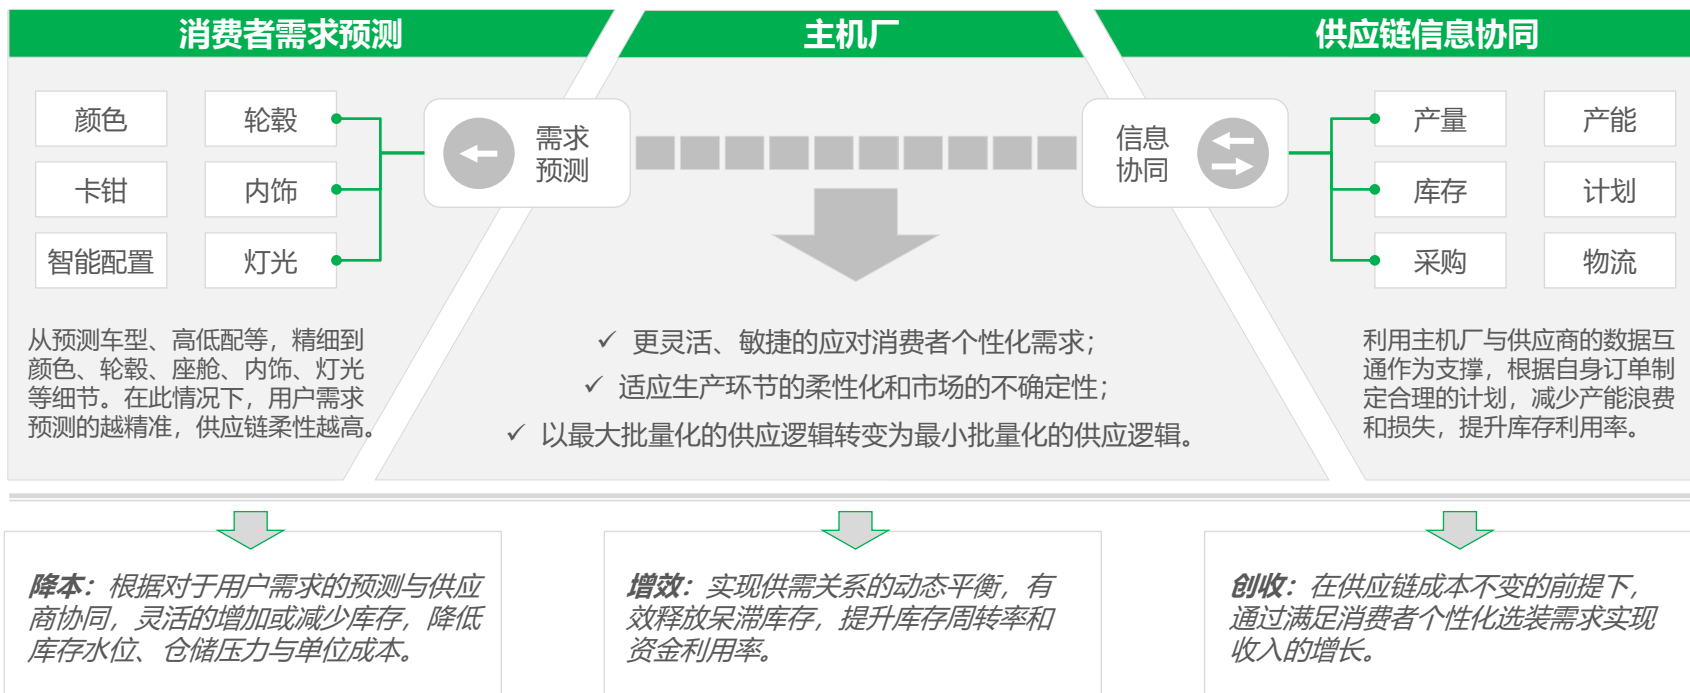 消费者需求预测
主机厂
供应链信息协同
颜色
轮毂
卡钳
内饰
智能配置
灯光
需求
预测
信息
协同
产量
产能
库存
计划
采购
物流
从预测车型、高低配等，精细到
颜色、轮毂、座舱、内饰、灯光
等细节。在此情况下，用户需求
预测的越精准，供应链柔性越高。
✓ 更灵活、敏捷的应对消费者个性化需求；
✓ 适应生产环节的柔性化和市场的不确定性；
✓ 以最大批量化的供应逻辑转变为最小批量化的供应逻辑。
利用主机厂与供应商的数据互
通作为支撑，根据自身订单制
定合理的计划，减少产能浪费
和损失，提升库存利用率。
降本：根据对于用户需求的预测与供应
商协同，灵活的增加或减少库存，降低
库存水位、仓储压力与单位成本。
增效：实现供需关系的动态平衡，有
效释放呆滞库存，提升库存周转率和
资金利用率。
创收：在供应链成本不变的前提下，
通过满足消费者个性化选装需求实现
收入的增长。